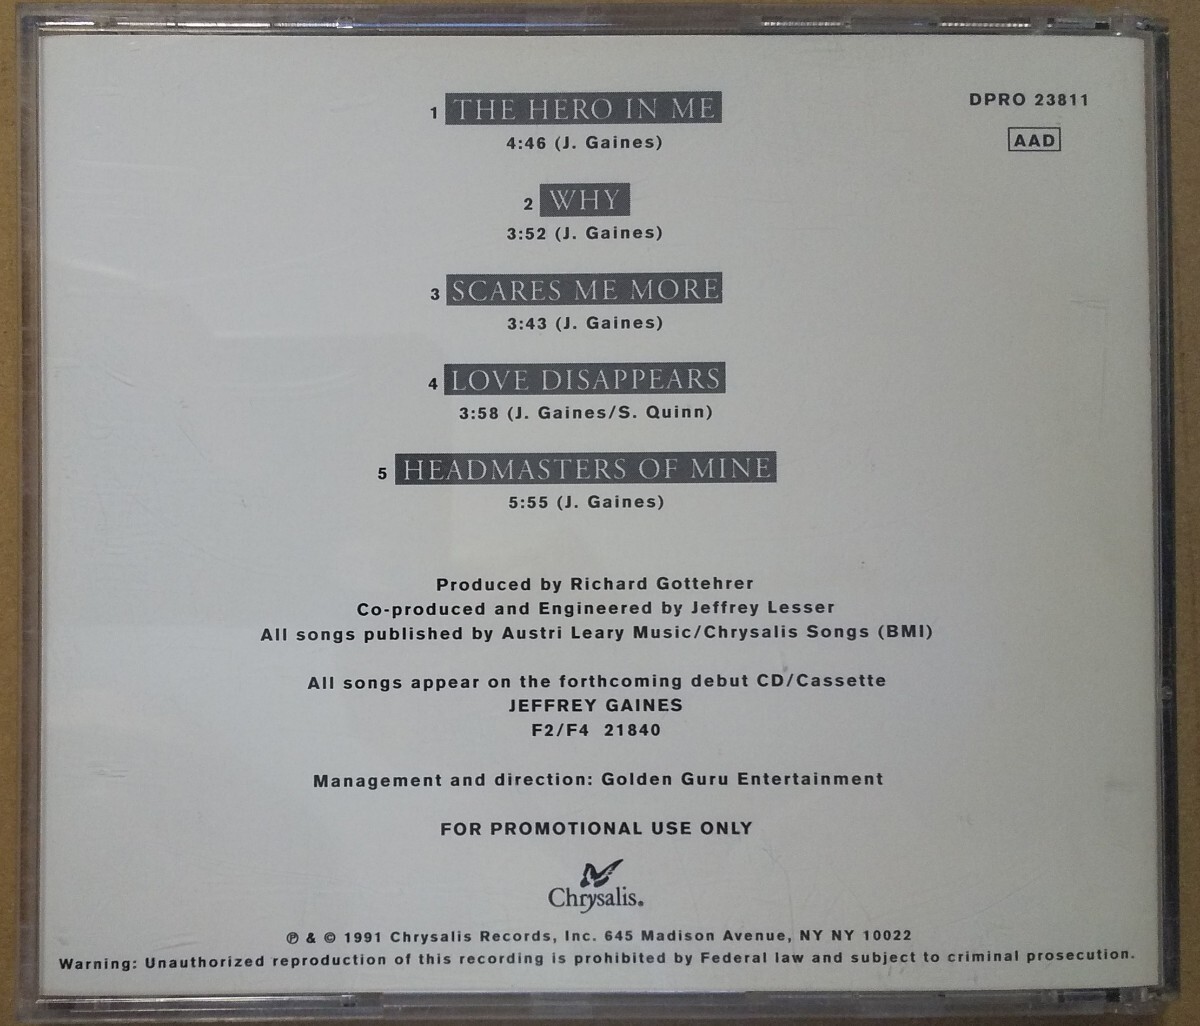 DPRO 23811
AAD
1 THE HERO IN ME
4:46 (J. Gaines)
2 WHY
3:52 (J. Gaines)
3 SCARES ME MORE
3:43 (J. Gaines)
4 LOVE DISAPPEARS
3:58 (J. Gaines/S. Quinn)
5 HEADMASTERS OF MINE
5:55 (J. Gaines)
Produced by Richard Gottehrer
Co-produced and Engineered by Jeffrey Lesser
All songs published by Austri Leary Music/Chrysalis Songs (BMI)
All songs appear on the forthcoming debut CD/Cassette
JEFFREY GAINES
F2/F4 21840
Management and direction: Golden Guru Entertainment
FOR PROMOTIONAL USE ONLY
Chrysalis.
℗ & © 1991 Chrysalis Records, Inc. 645 Madison Avenue, NY NY 10022
Warning: Unauthorized reproduction of this recording is prohibited by Federal law and subject to criminal prosecution.